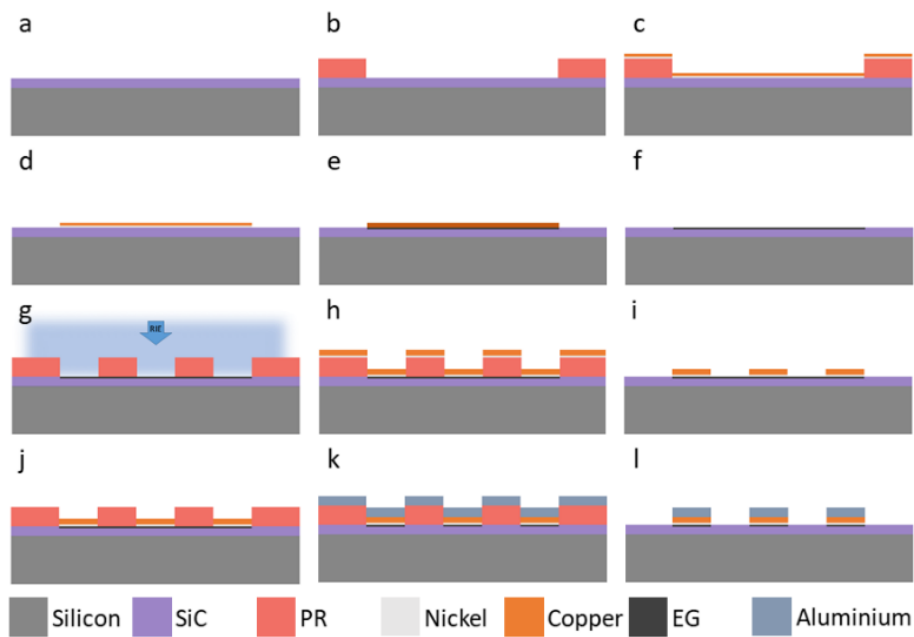 a b c
d e f
g h i
RIE
j k l
Silicon SiC PR Nickel Copper EG Aluminium